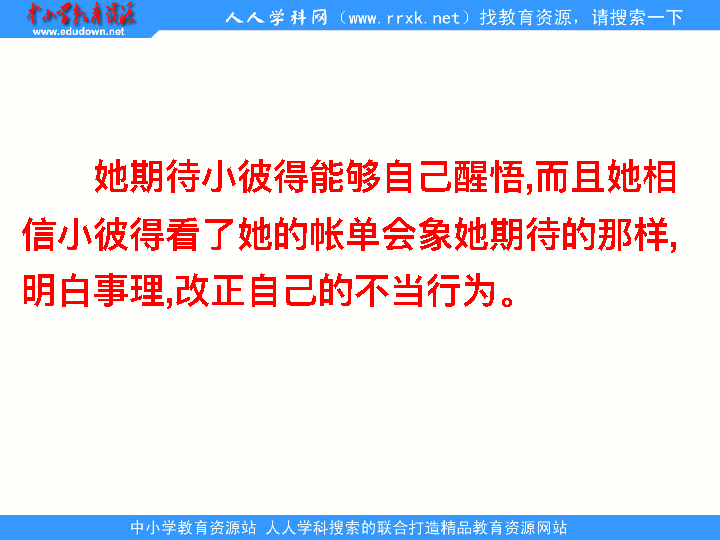 中小学教育资源
www.edudown.net
人人学科网（www.rrxk.net）找教育资源，请搜索一下
她期待小彼得能够自己醒悟,而且她相
信小彼得看了她的帐单会象她期待的那样,
明白事理,改正自己的不当行为。
中小学教育资源站 人人学科搜索的联合打造精品教育资源网站